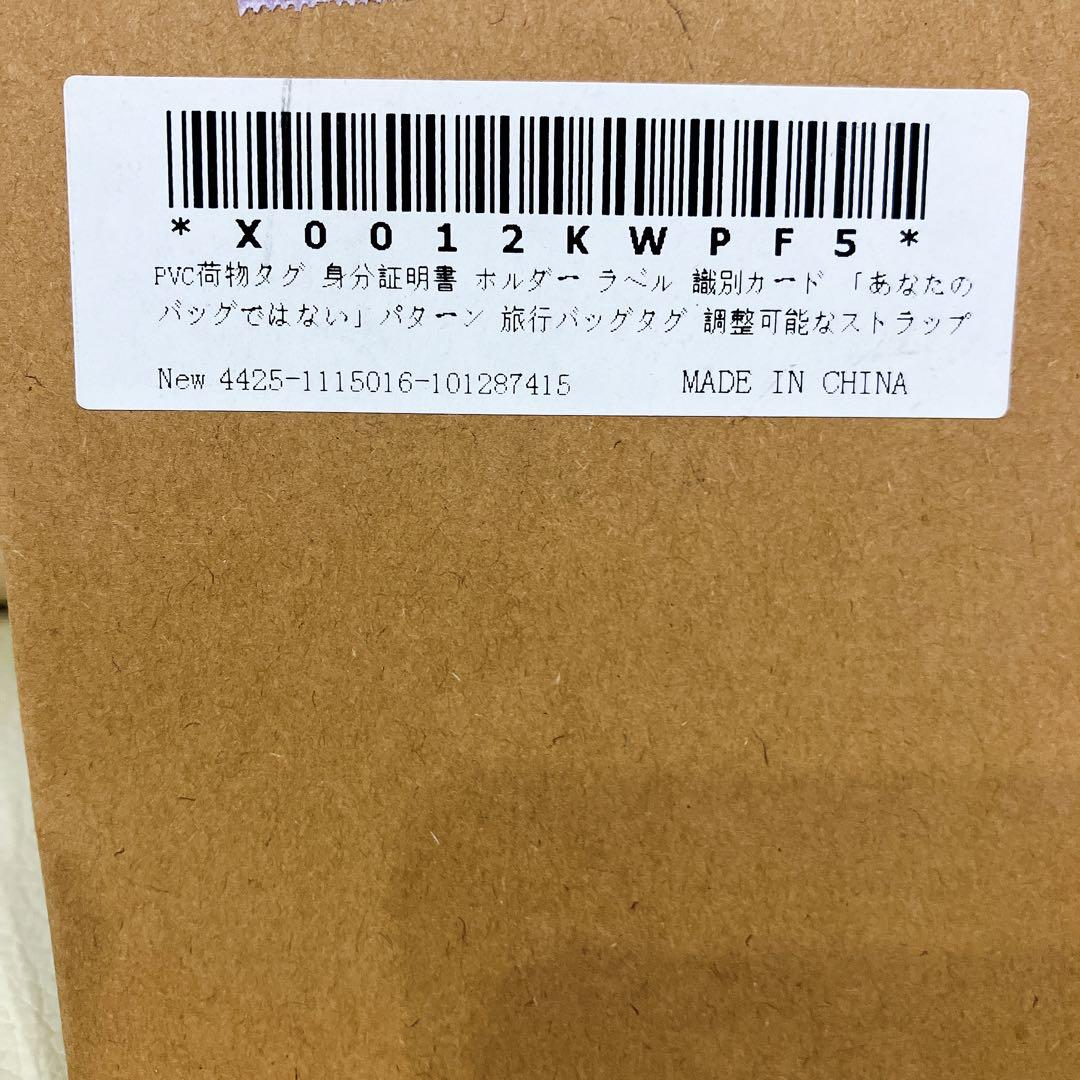 *X0012KWPF5*
PVC荷物タグ 身分証明書 ホルダー ラベル 識別カード 「あなたの
バッグではない」パターン 旅行バッグタグ 調整可能なストラップ
New 4425-1115016-101287415 MADE IN CHINA